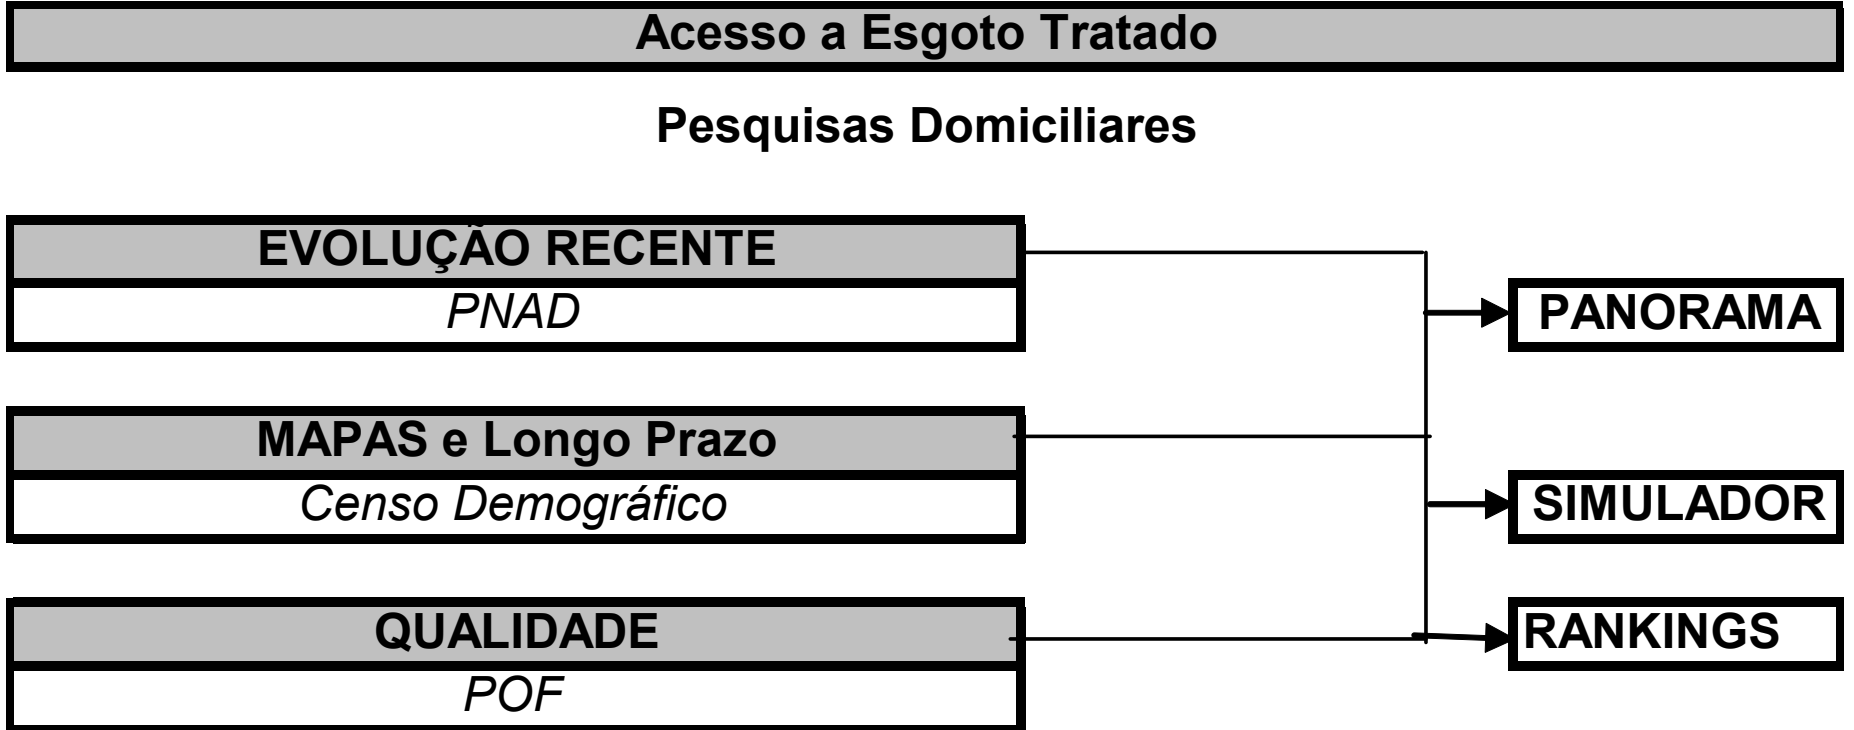 Acesso a Esgoto Tratado
Pesquisas Domiciliares
EVOLUÇÃO RECENTE
PNAD
PANORAMA
MAPAS e Longo Prazo
Censo Demográfico
SIMULADOR
QUALIDADE
POF
RANKINGS